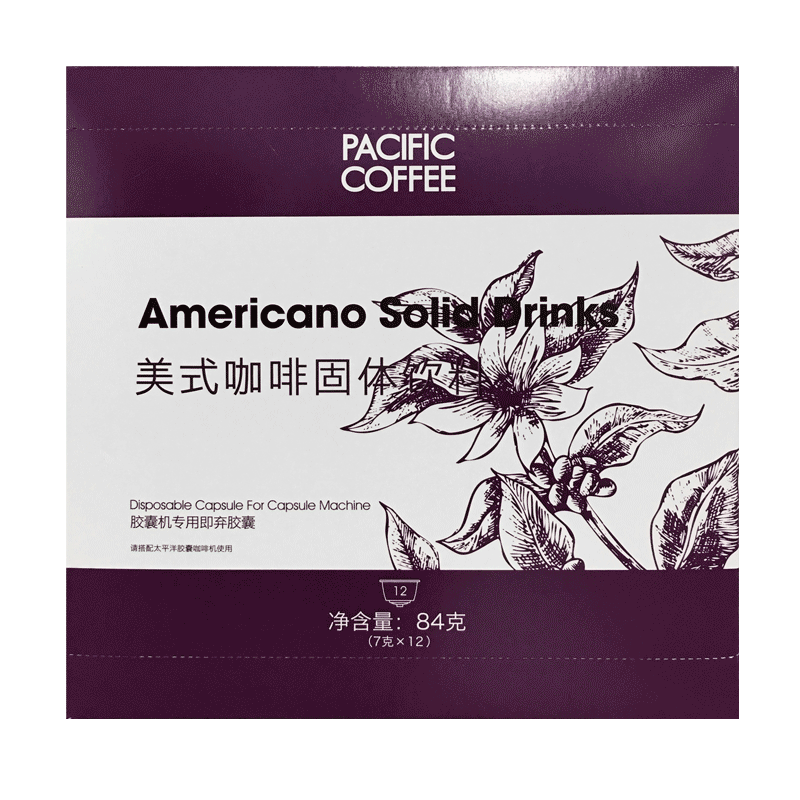 PACIFIC
COFFEE
Americano Solid Drinks
美式咖啡固体饮料
Disposable Capsule For Capsule Machine
胶囊机专用即弃胶囊
请搭配太平洋胶囊咖啡机使用
12
净含量：84克
（7克×12）